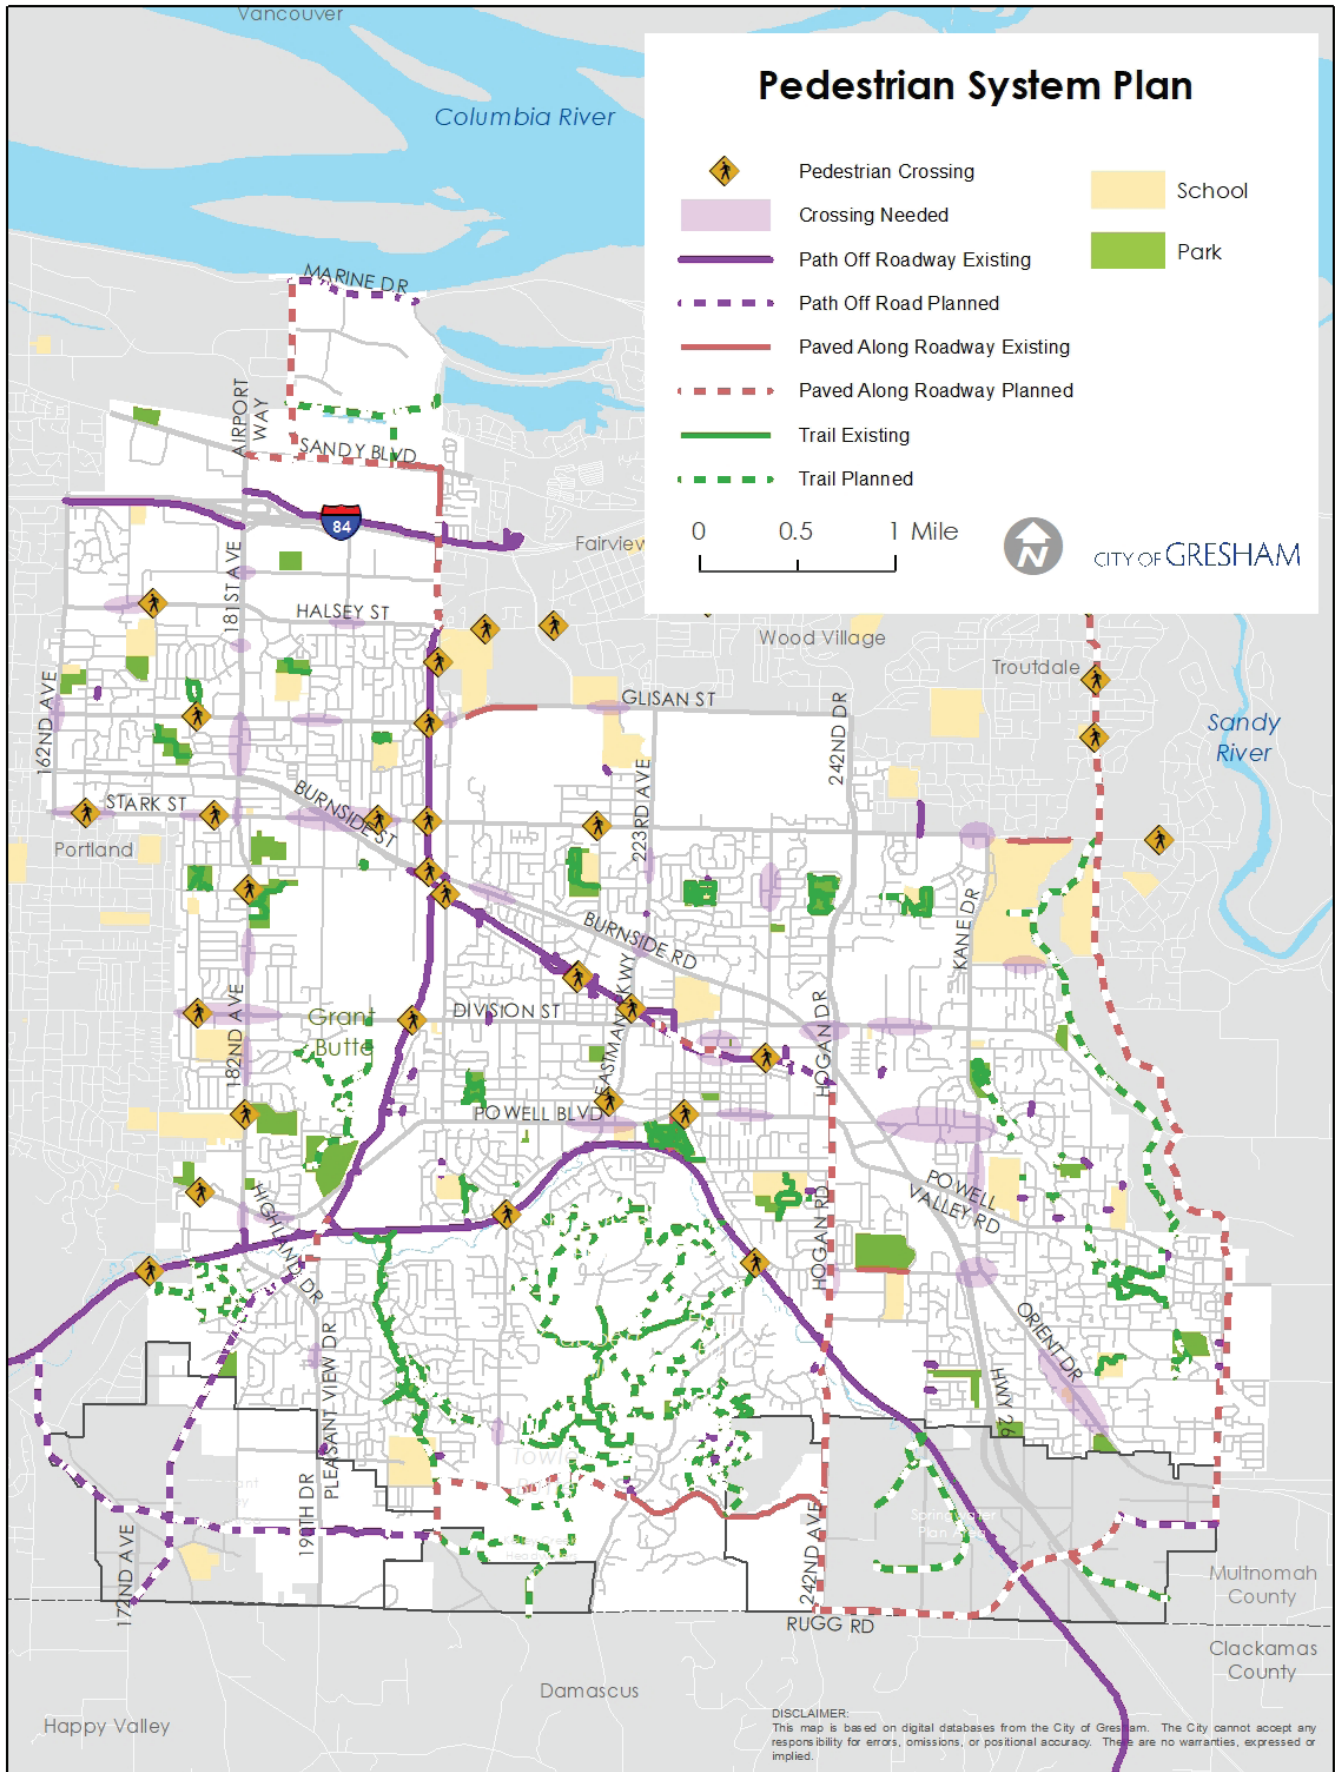 Vancouver
Columbia River
Pedestrian System Plan
Pedestrian Crossing
Crossing Needed
Path Off Roadway Existing
Path Off Road Planned
Paved Along Roadway Existing
Paved Along Roadway Planned
Trail Existing
Trail Planned
School
Park
0 0.5 1 Mile
N
CITY OF GRESHAM
MARINE DR
AIRPORT
WAY
SANDY BLVD
84
Fairview
181ST AVE
HALSEY ST
Wood Village
Troutdale
162ND AVE
GLISAN ST
242ND DR
Sandy
River
STARK ST
BURNSIDE ST
223RD AVE
Portland
KANE DR
BURNSIDE RD
182ND AVE
Grant
Butte
DIVISION ST
EASTMAN PKWY
HOGAN DR
POWELL BLVD
HIGHLAND DR
HOGAN RD
POWELL
VALLEY RD
ORIENT DR
PLEASANT VIEW DR
HWY 26
190TH DR
172ND AVE
242ND AVE
Springwater
Plan Area
RUGG RD
Multnomah
County
Clackamas
County
Damascus
Happy Valley
DISCLAIMER:
This map is based on digital databases from the City of Gresham. The City cannot accept any
responsibility for errors, omissions, or positional accuracy. There are no warranties, expressed or
implied.